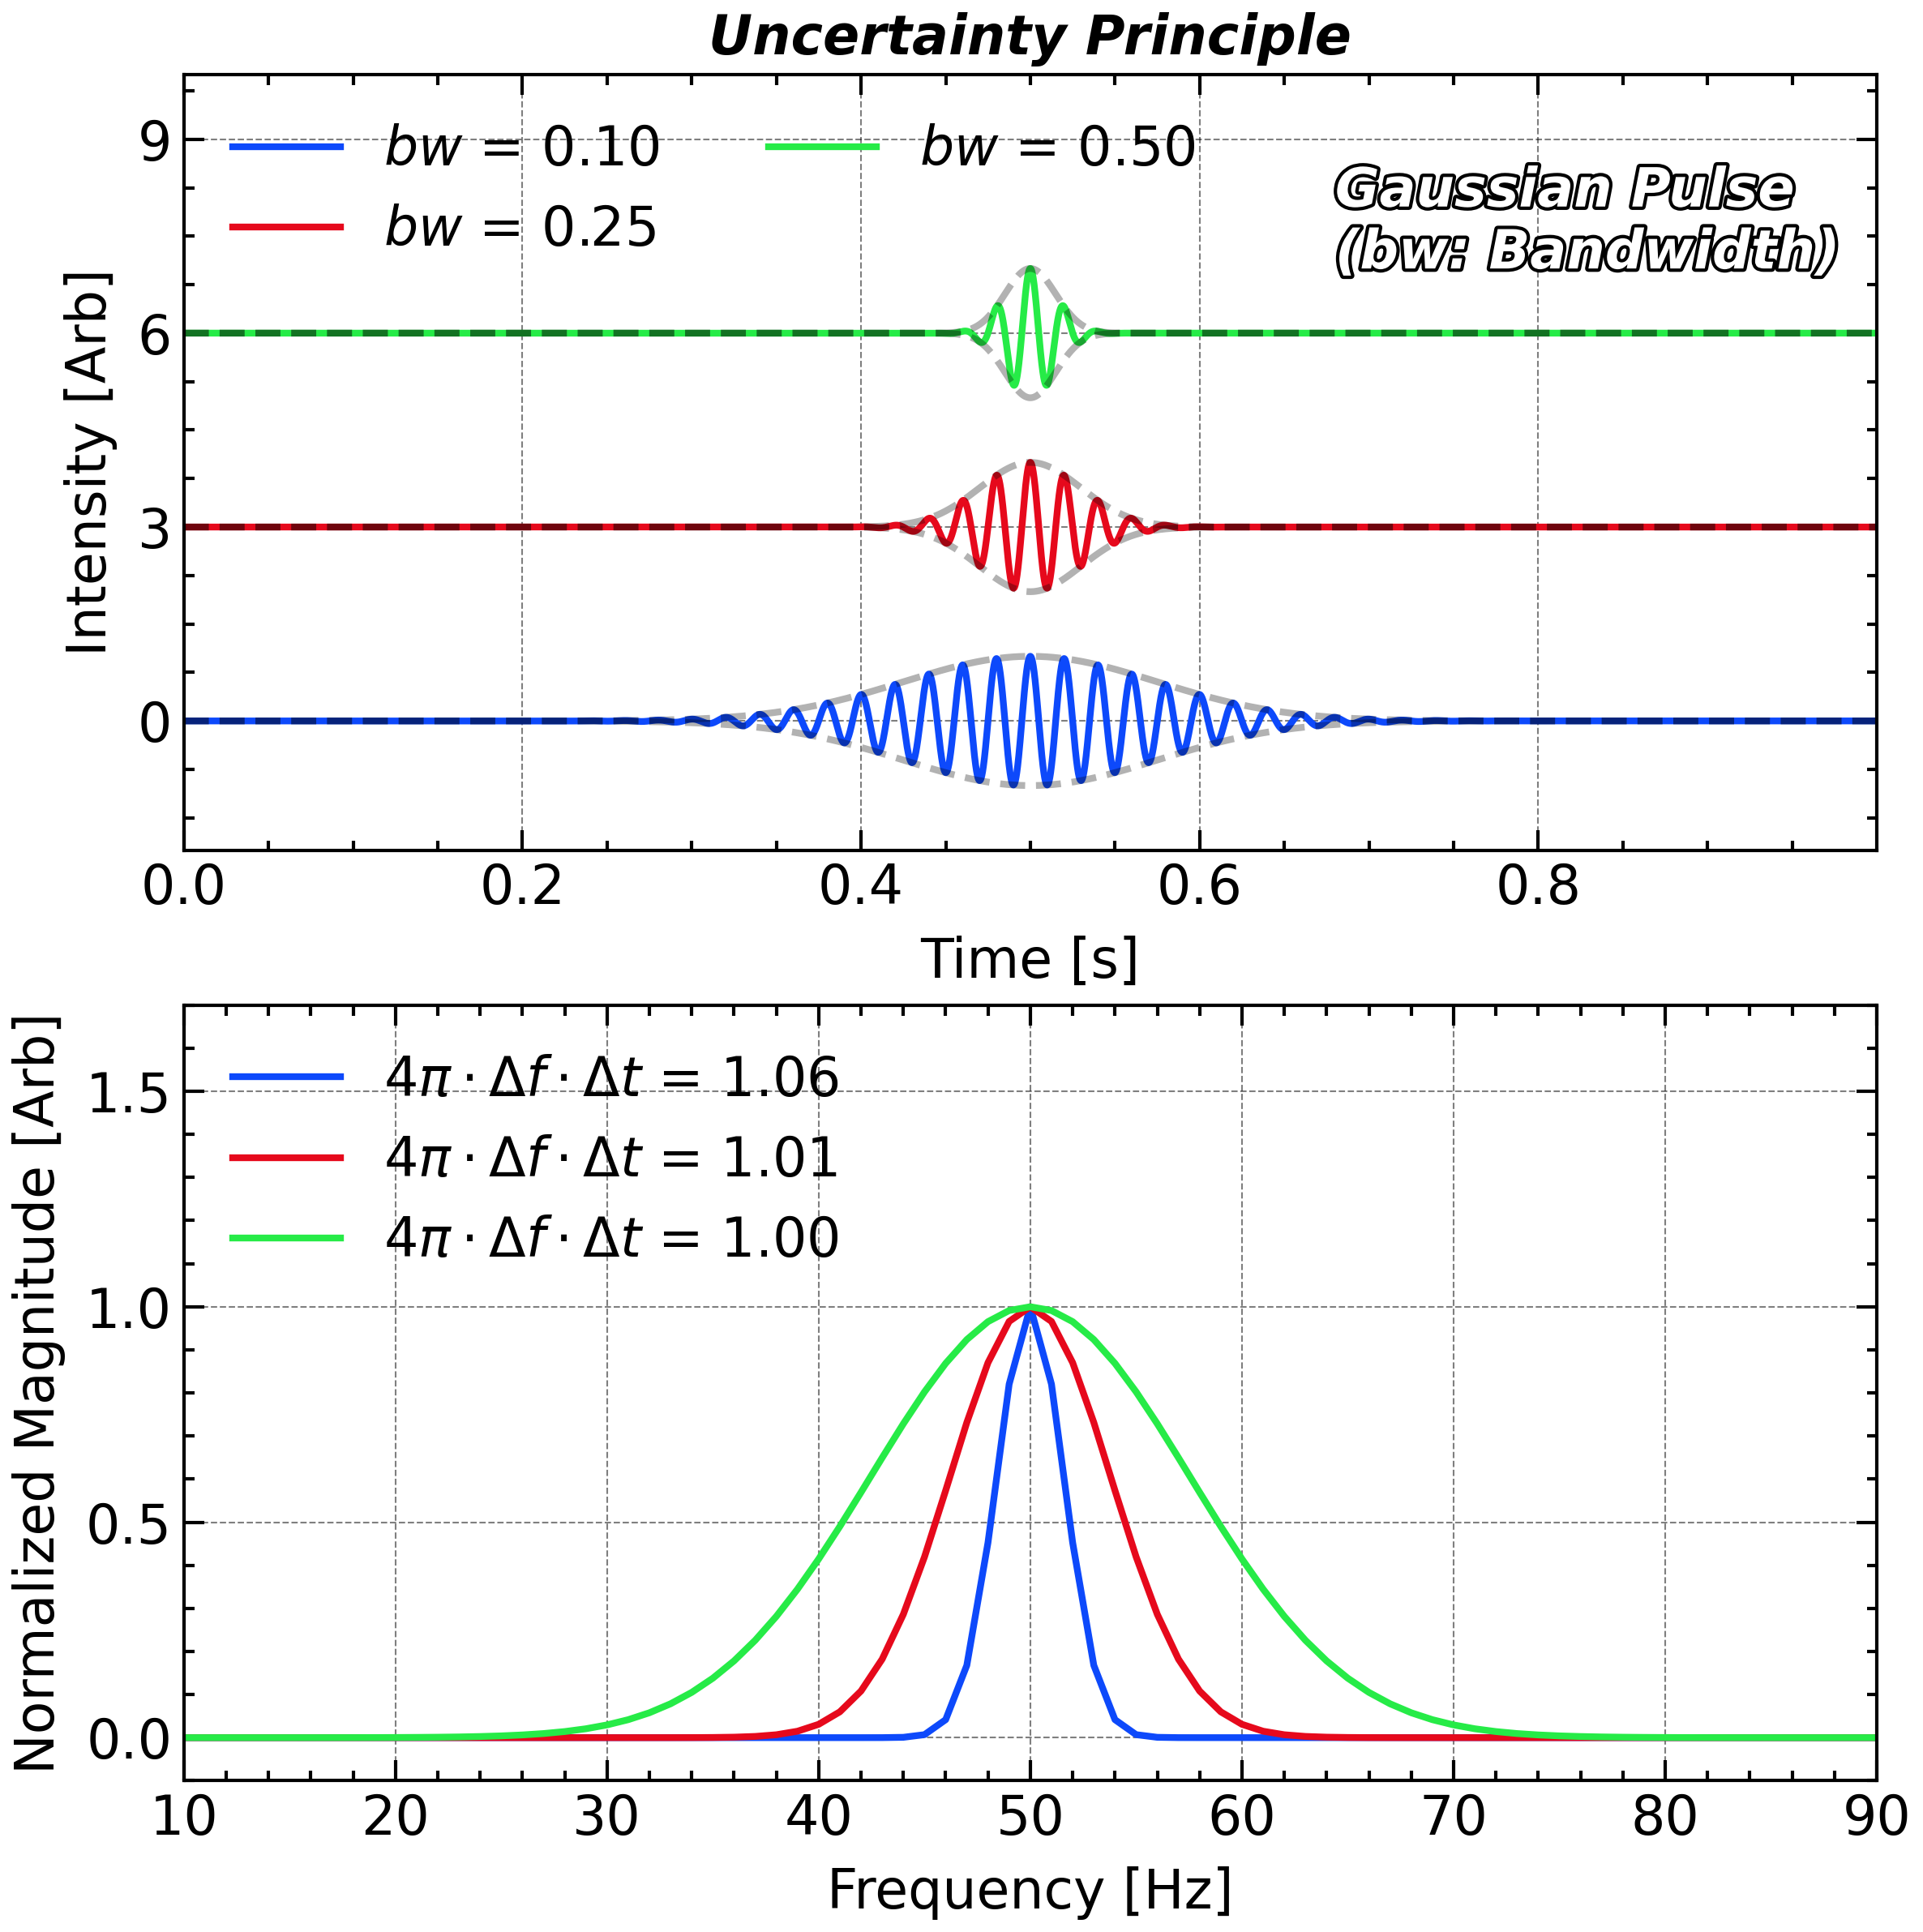 Uncertainty Principle
bw = 0.10
bw = 0.50
bw = 0.25
Gaussian Pulse
(bw: Bandwidth)
Intensity [Arb]
9
6
3
0
0.0 0.2 0.4 0.6 0.8
Time [s]
4π · Δf · Δt = 1.06
4π · Δf · Δt = 1.01
4π · Δf · Δt = 1.00
Normalized Magnitude [Arb]
1.5
1.0
0.5
0.0
10 20 30 40 50 60 70 80 90
Frequency [Hz]